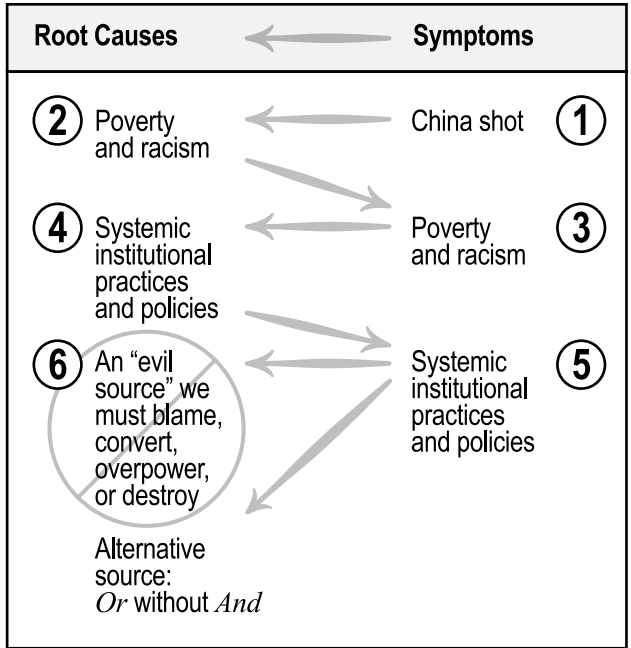 Root Causes
Symptoms
2
Poverty
and racism
China shot
1
4
Systemic
institutional
practices
and policies
Poverty
and racism
3
6
An “evil
source” we
must blame,
convert,
overpower,
or destroy
Systemic
institutional
practices
and policies
5
Alternative
source:
Or without And